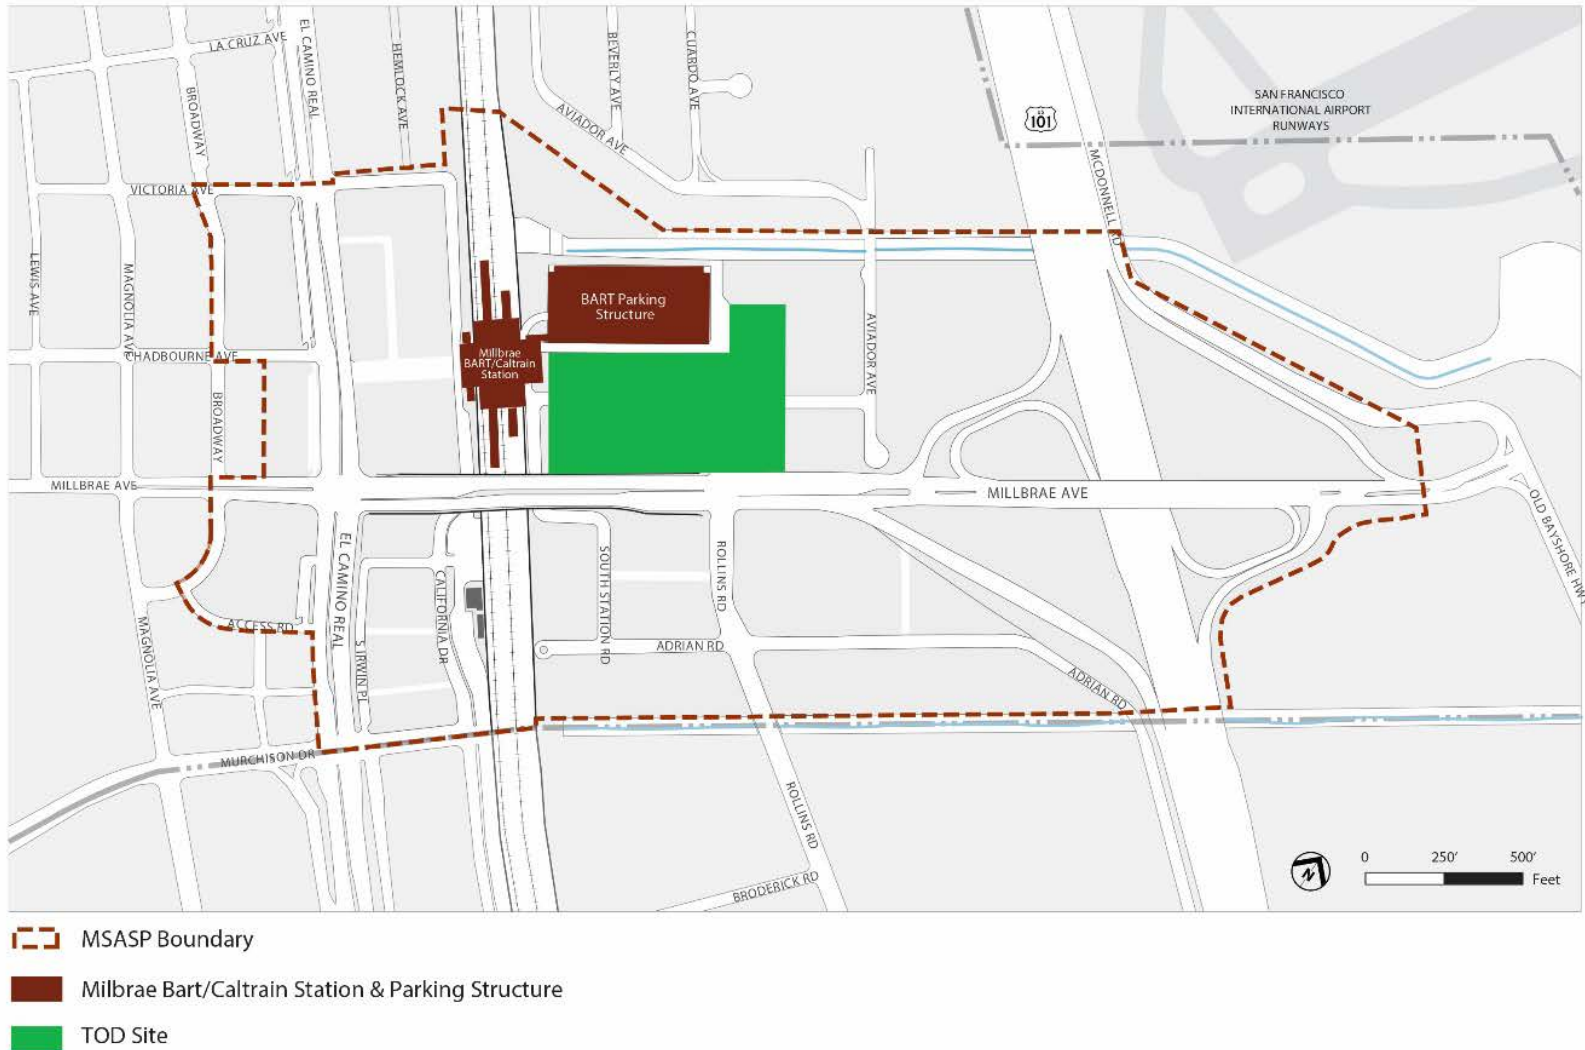 LA CRUZ AVE
EL CAMINO REAL
HEMLOCK AVE
BROADWAY
BEVERLY AVE
CUARDO AVE
AVIADOR AVE
US
101
SAN FRANCISCO
INTERNATIONAL AIRPORT
RUNWAYS
MCDONNELL RD
VICTORIA AVE
LEWIS AVE
MAGNOLIA AVE
CHADBOURNE AVE
BROADWAY
BART Parking
Structure
Millbrae
BART/Caltrain
Station
AVIADOR AVE
MILLBRAE AVE
MILLBRAE AVE
OLD BAYSHORE HWY
EL CAMINO REAL
CALIFORNIA DR
SOUTH STATION RD
ROLLINS RD
ACCESS RD
MAGNOLIA AVE
S IRWIN PL
ADRIAN RD
ADRIAN RD
MURCHISON DR
ROLLINS RD
BRODERICK RD
N
0 250' 500'
Feet
MSASP Boundary
Milbrae Bart/Caltrain Station & Parking Structure
TOD Site